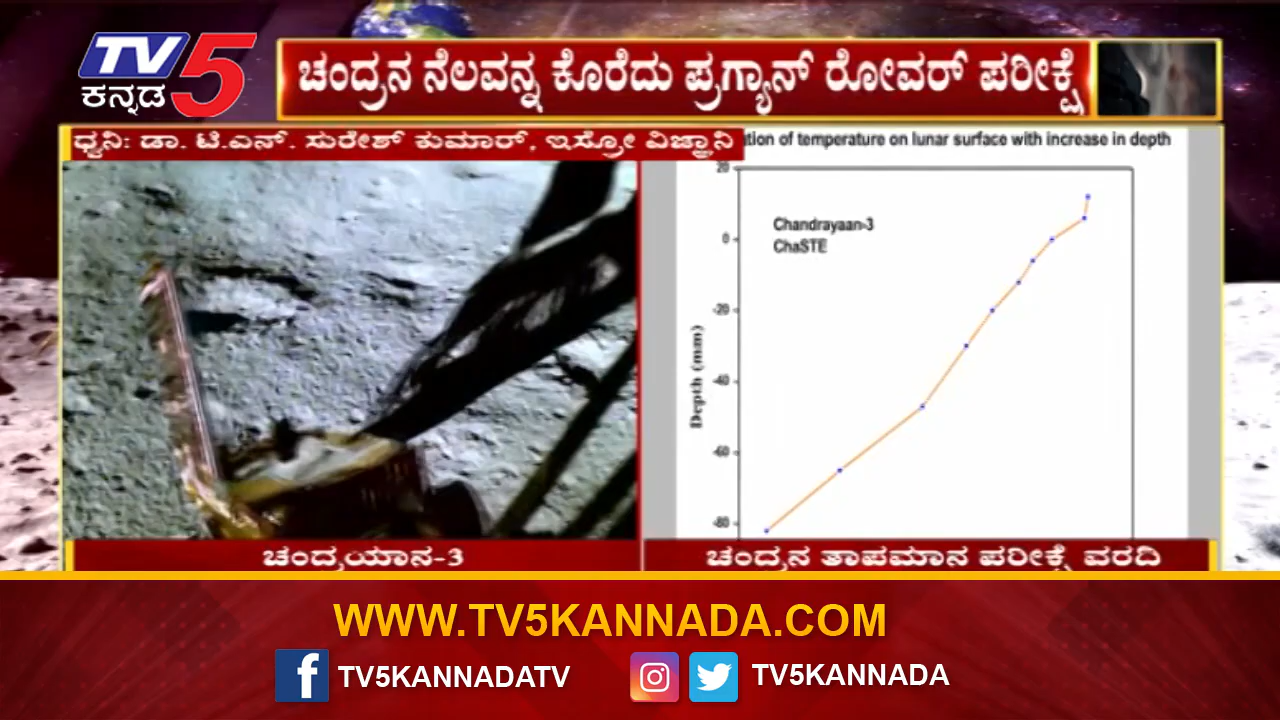 TV5
ಕನ್ನಡ
ಚಂದ್ರನ ನೆಲವನ್ನ ಕೊರೆದು ಪ್ರಗ್ಯಾನ್ ರೋವರ್ ಪರೀಕ್ಷೆ
ಧ್ವನಿ: ಡಾ. ಟಿ.ಎನ್. ಸುರೇಶ್ ಕುಮಾರ್, ಇಸ್ರೋ ವಿಜ್ಞಾನಿ
tion of temperature on lunar surface with increase in depth
20
Chandrayaan-3
ChaSTE
0
-20
-40
-60
-80
Depth (mm)
ಚಂದ್ರಯಾನ-3
ಚಂದ್ರನ ತಾಪಮಾನ ಪರೀಕ್ಷೆ ವರದಿ
WWW.TV5KANNADA.COM
TV5KANNADATV
TV5KANNADA